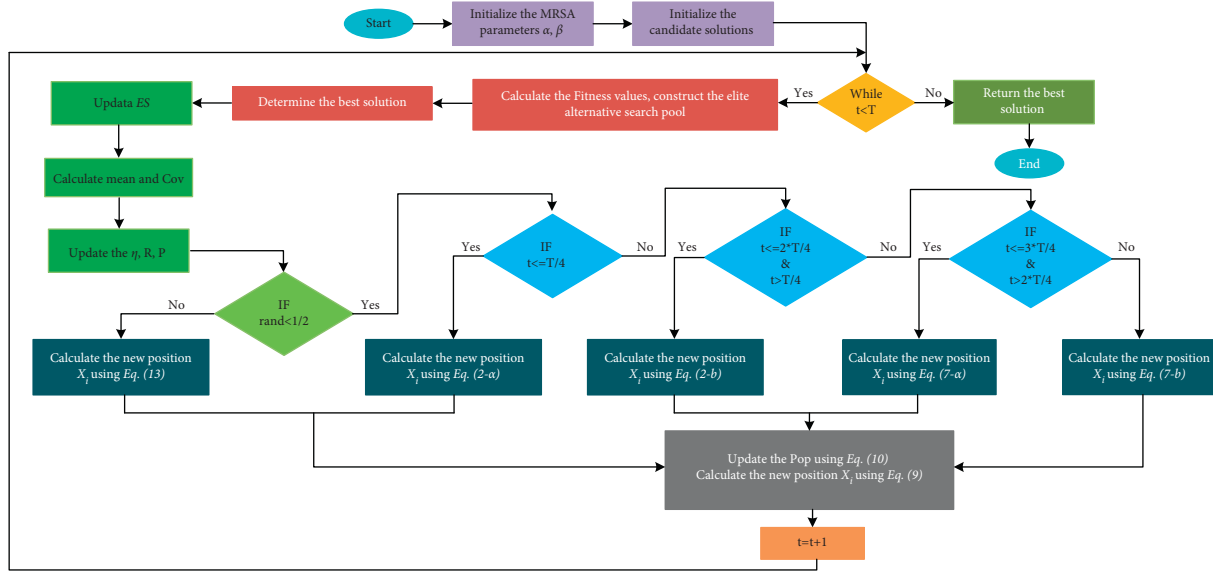 Start
Initialize the MRSA
parameters α, β
Initialize the
candidate solutions
Updata ES
Determine the best solution
Calculate the Fitness values, construct the elite
alternative search pool
Yes
While
t<T
No
Return the best
solution
End
Calculate mean and Cov
Update the η, R, P
No
IF
rand<1/2
Yes
Yes
IF
t<=T/4
No
Yes
IF
t<=2*T/4
&
t>T/4
No
Yes
IF
t<=3*T/4
&
t>2*T/4
No
Calculate the new position
Xi using Eq. (13)
Calculate the new position
Xi using Eq. (2-α)
Calculate the new position
Xi using Eq. (2-b)
Calculate the new position
Xi using Eq. (7-α)
Calculate the new position
Xi using Eq. (7-b)
Update the Pop using Eq. (10)
Calculate the new position Xi using Eq. (9)
t=t+1